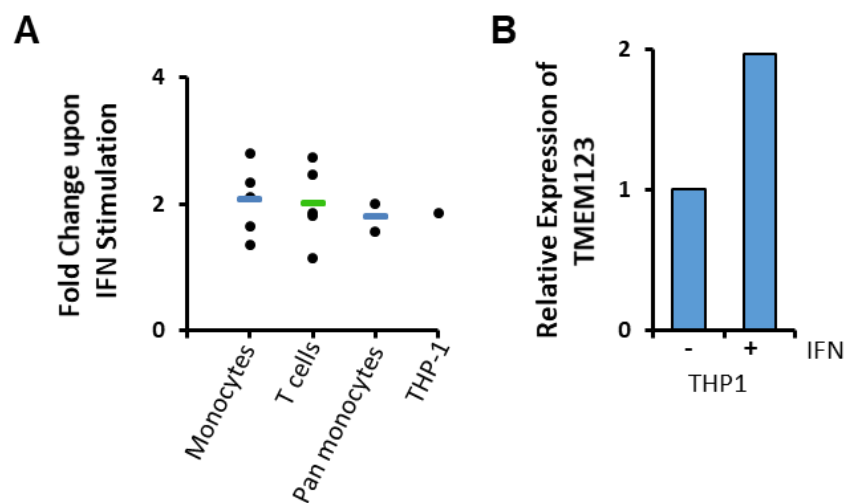 A
Fold Change upon
IFN Stimulation
4
2
0
Monocytes
T cells
Pan monocytes
THP-1
B
Relative Expression of
TMEM123
2
1
0
- + IFN
THP1